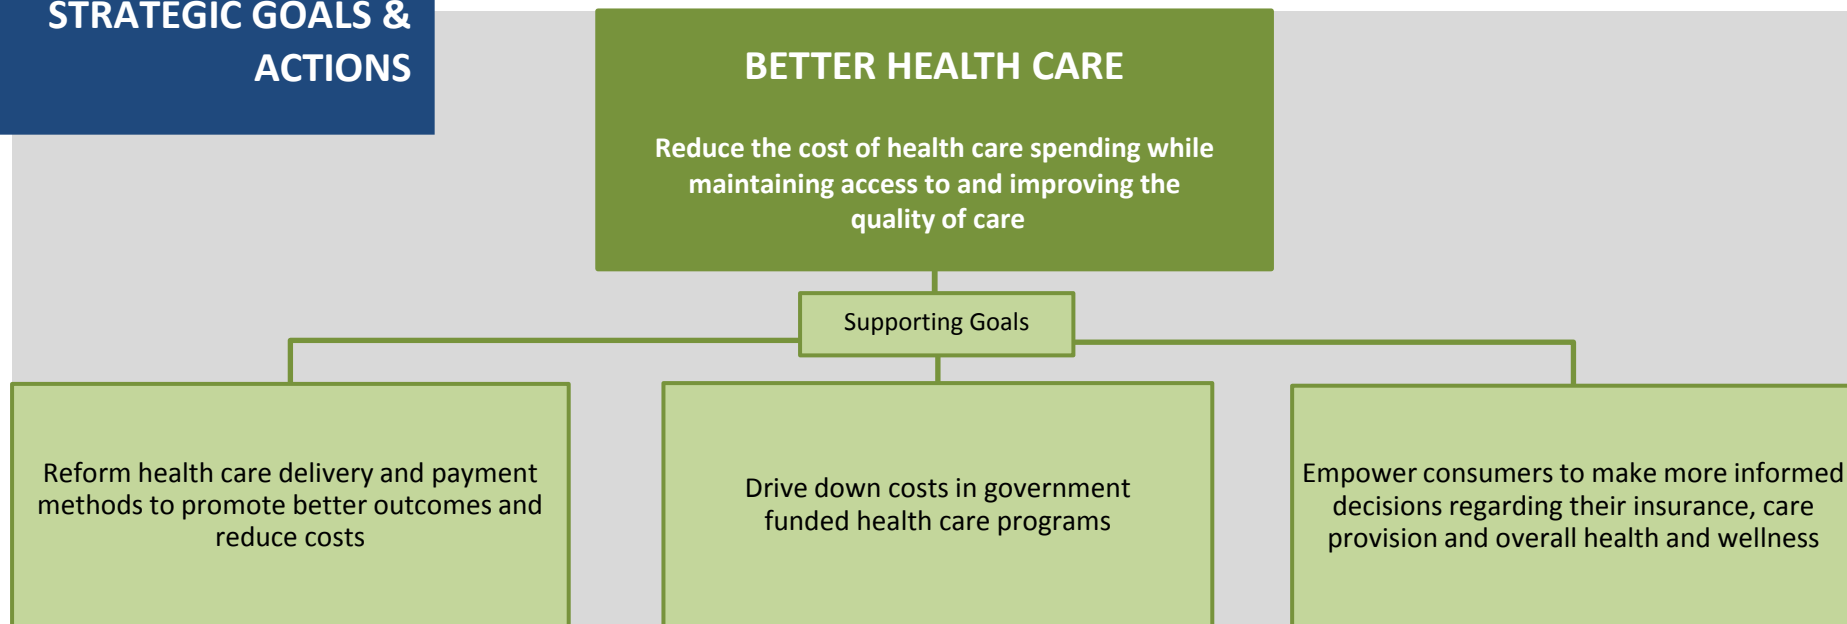 STRATEGIC GOALS &
ACTIONS
BETTER HEALTH CARE
Reduce the cost of health care spending while
maintaining access to and improving the
quality of care
Supporting Goals
Reform health care delivery and payment
methods to promote better outcomes and
reduce costs
Drive down costs in government
funded health care programs
Empower consumers to make more informed
decisions regarding their insurance, care
provision and overall health and wellness